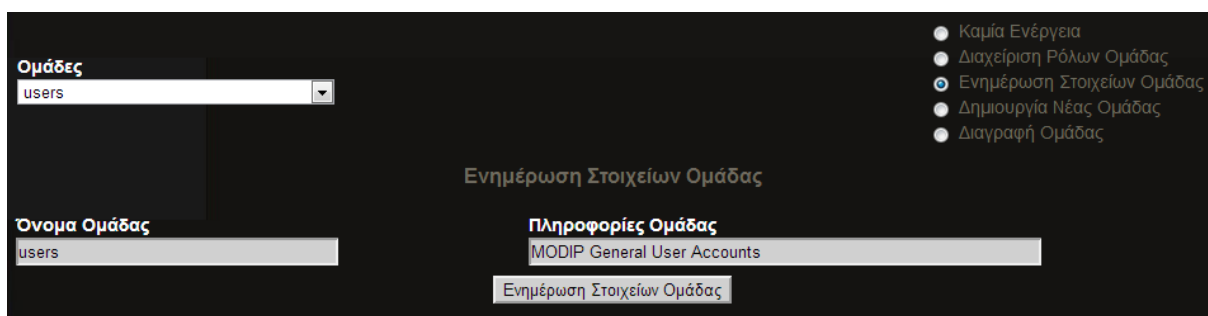 Καμία Ενέργεια
Διαχείριση Ρόλων Ομάδας
Ενημέρωση Στοιχείων Ομάδας
Δημιουργία Νέας Ομάδας
Διαγραφή Ομάδας
Ομάδες
users
Ενημέρωση Στοιχείων Ομάδας
Όνομα Ομάδας
users
Πληροφορίες Ομάδας
MODIP General User Accounts
Ενημέρωση Στοιχείων Ομάδας